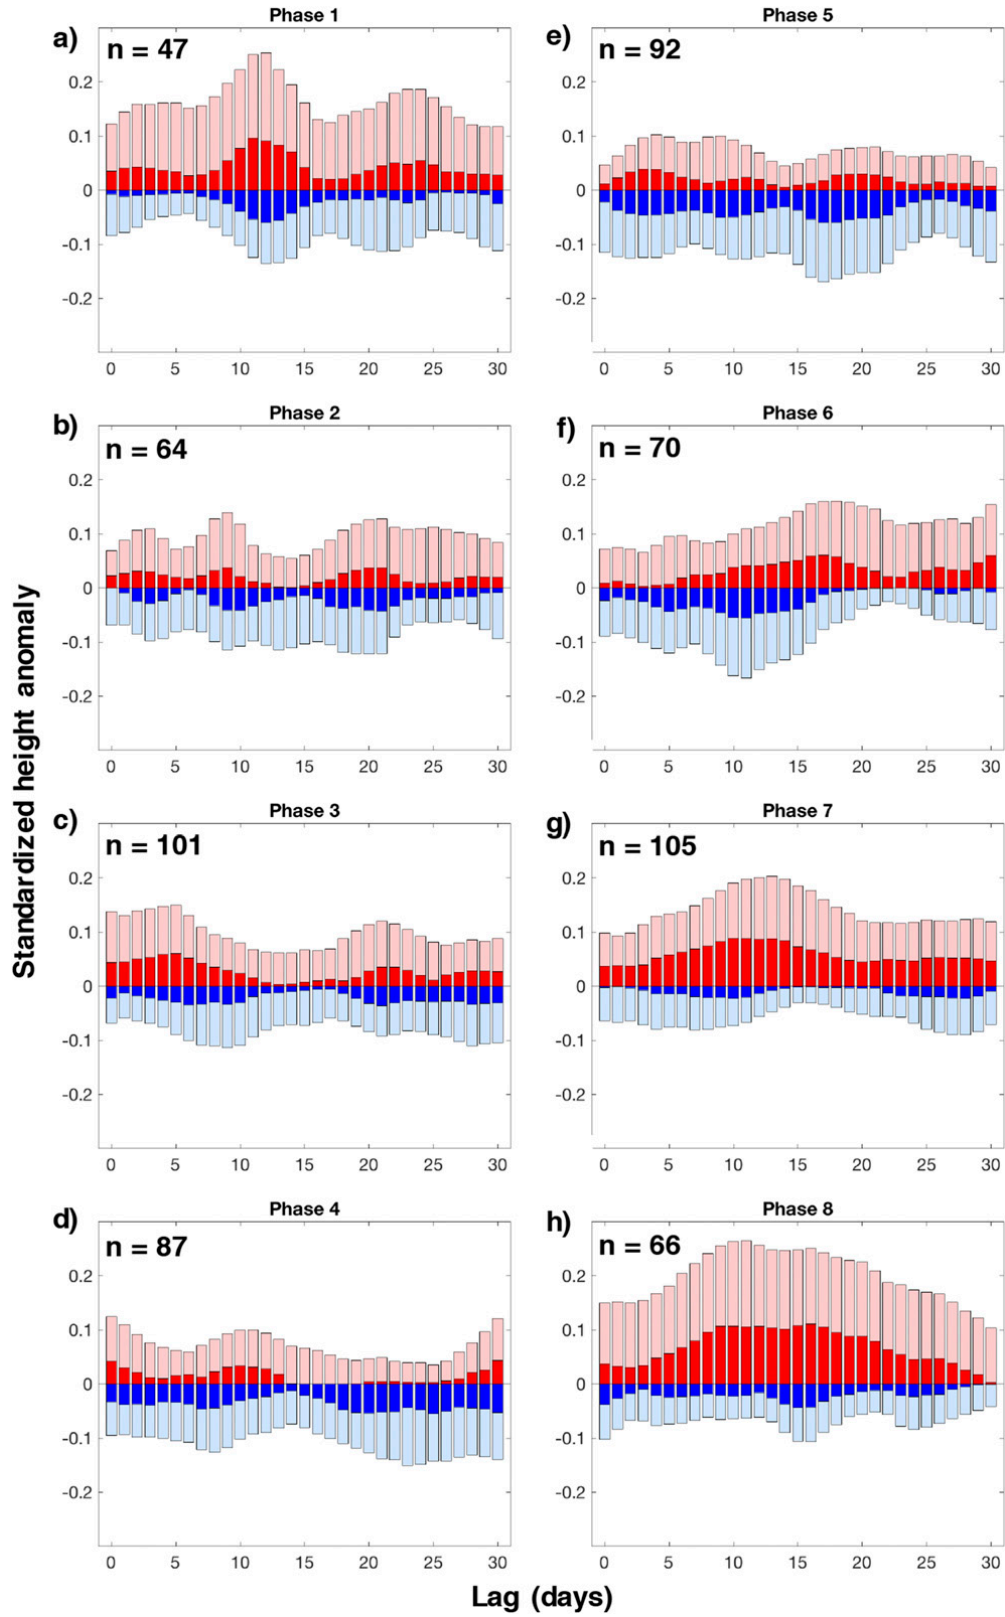 Phase 1
a)
n = 47
0.2
0.1
0
-0.1
-0.2
0 5 10 15 20 25 30
Phase 5
e)
n = 92
0.2
0.1
0
-0.1
-0.2
0 5 10 15 20 25 30
Phase 2
b)
n = 64
0.2
0.1
0
-0.1
-0.2
0 5 10 15 20 25 30
Phase 6
f)
n = 70
0.2
0.1
0
-0.1
-0.2
0 5 10 15 20 25 30
Phase 3
c)
n = 101
0.2
0.1
0
-0.1
-0.2
0 5 10 15 20 25 30
Phase 7
g)
n = 105
0.2
0.1
0
-0.1
-0.2
0 5 10 15 20 25 30
Phase 4
d)
n = 87
0.2
0.1
0
-0.1
-0.2
0 5 10 15 20 25 30
Phase 8
h)
n = 66
0.2
0.1
0
-0.1
-0.2
0 5 10 15 20 25 30
Standardized height anomaly
Lag (days)